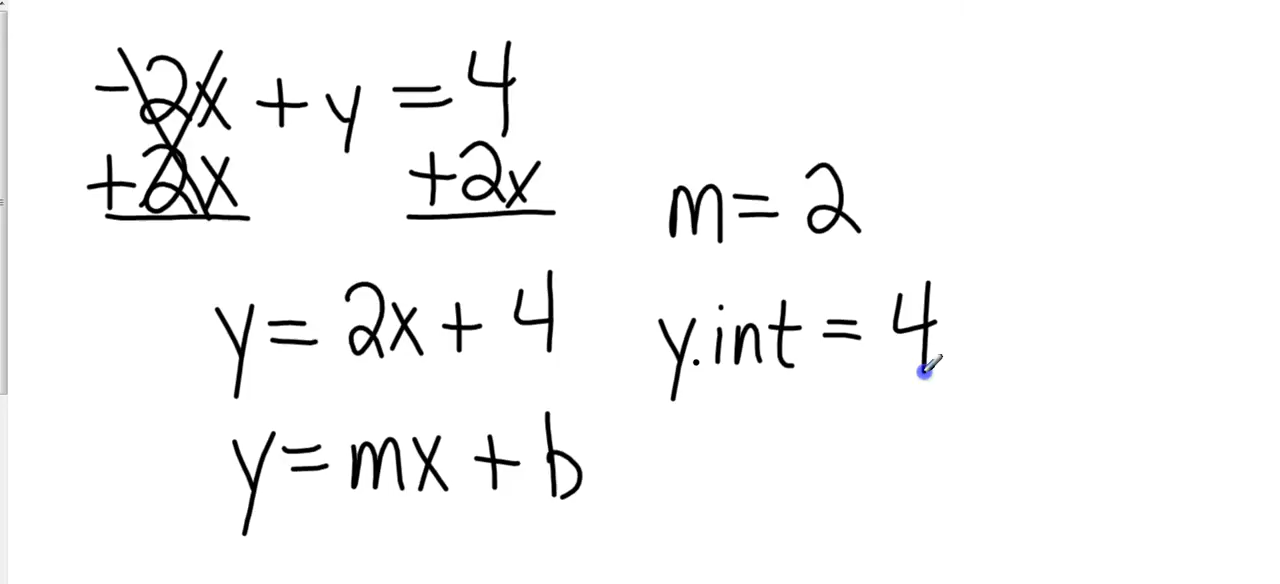 -2x + y = 4
+2x +2x
y = 2x + 4
y = mx + b
m = 2
y.int = 4